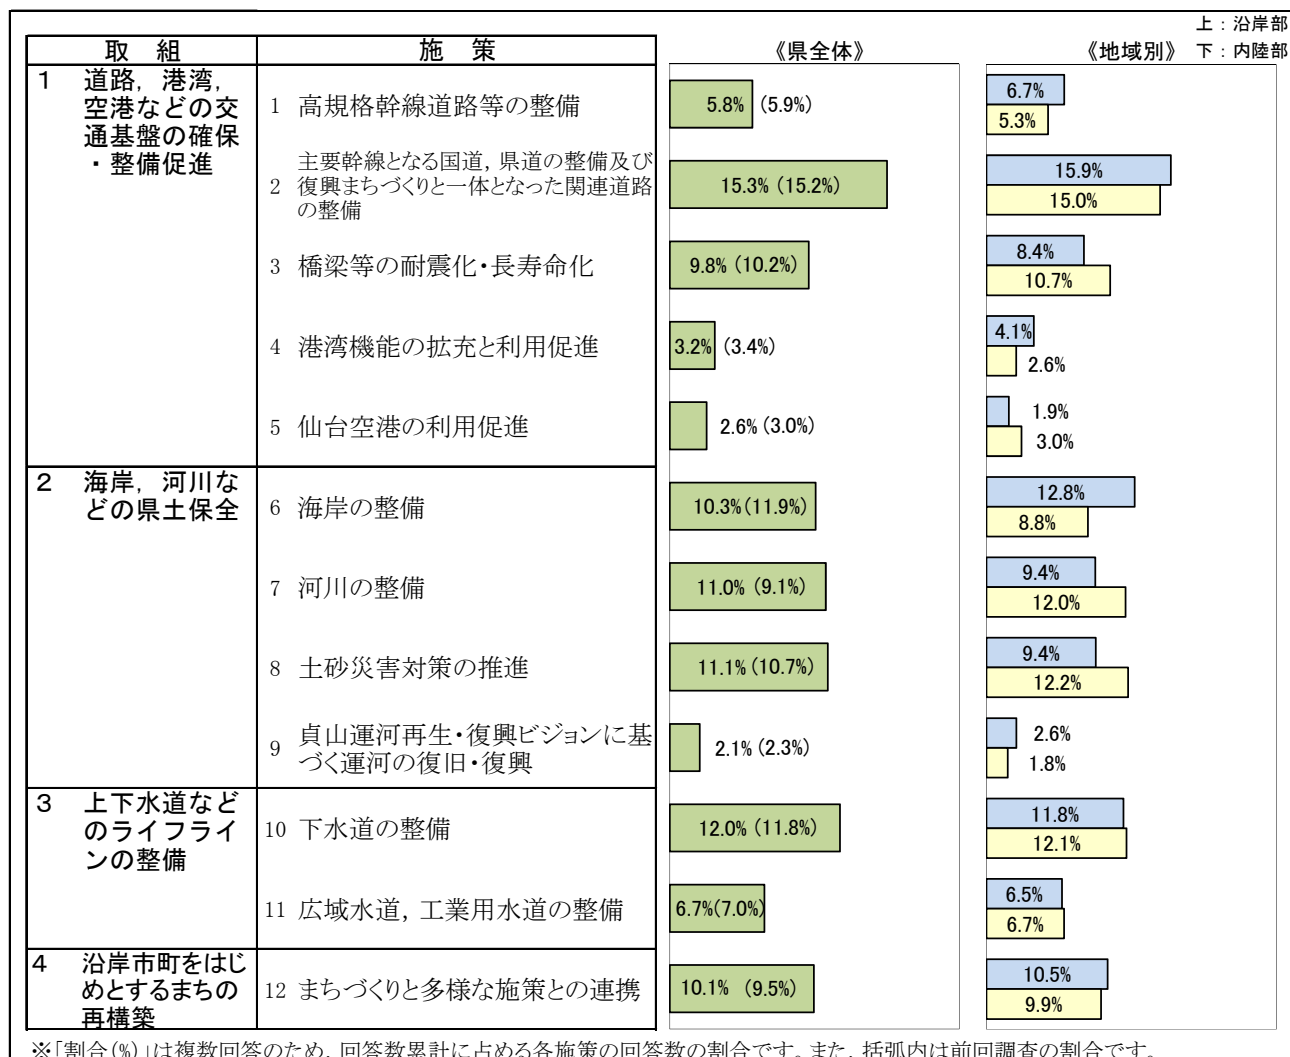 上：沿岸部
取　組　施　策　《県全体》　《地域別》　下：内陸部
1　道路，港湾，
空港などの交
通基盤の確保
・整備促進
1 高規格幹線道路等の整備
5.8% (5.9%)
6.7%
5.3%
2 主要幹線となる国道，県道の整備及び
復興まちづくりと一体となった関連道路
の整備
15.3% (15.2%)
15.9%
15.0%
3 橋梁等の耐震化・長寿命化
9.8% (10.2%)
8.4%
10.7%
4 港湾機能の拡充と利用促進
3.2% (3.4%)
4.1%
2.6%
5 仙台空港の利用促進
2.6% (3.0%)
1.9%
3.0%
2　海岸，河川な
どの県土保全
6 海岸の整備
10.3% (11.9%)
12.8%
8.8%
7 河川の整備
11.0% (9.1%)
9.4%
12.0%
8 土砂災害対策の推進
11.1% (10.7%)
9.4%
12.2%
9 貞山運河再生・復興ビジョンに基
づく運河の復旧・復興
2.1% (2.3%)
2.6%
1.8%
3　上下水道など
のライフライ
ンの整備
10 下水道の整備
12.0% (11.8%)
11.8%
12.1%
11 広域水道，工業用水道の整備
6.7%(7.0%)
6.5%
6.7%
4　沿岸市町をはじ
めとするまちの
再構築
12 まちづくりと多様な施策との連携
10.1% (9.5%)
10.5%
9.9%
※「割合(%)」は複数回答のため，回答数累計に占める各施策の回答数の割合です。また，括弧内は前回調査の割合です。